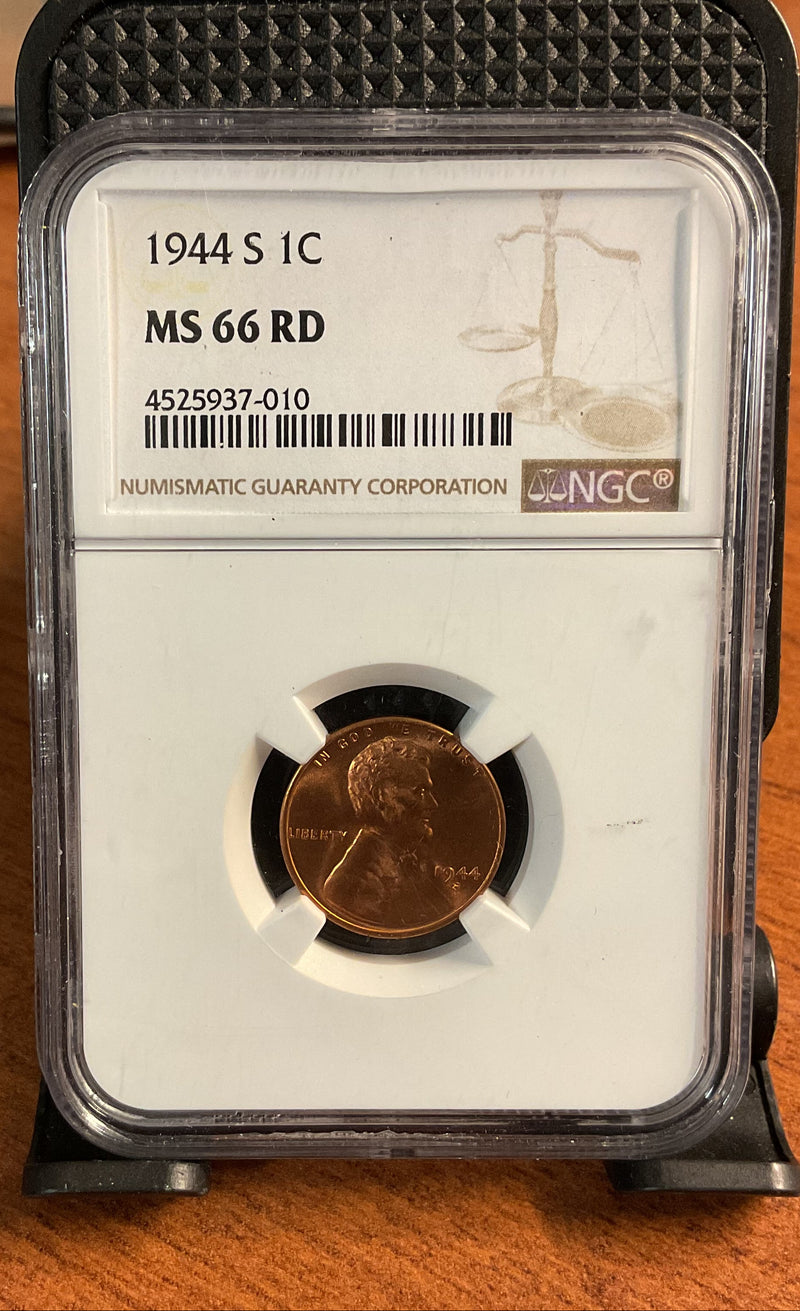 1944 S 1C
MS 66 RD
4525937-010
NUMISMATIC GUARANTY CORPORATION NGC®
IN GOD WE TRUST
LIBERTY
1944
S